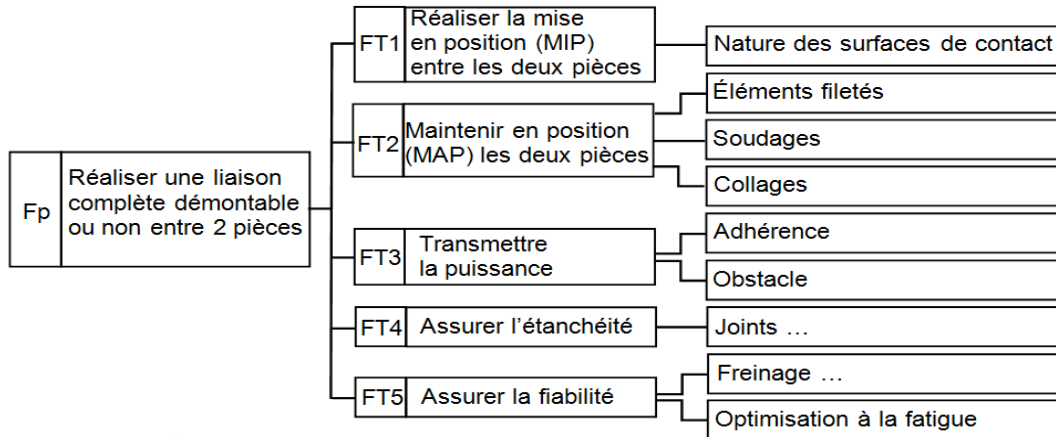 Fp
Réaliser une liaison
complète démontable
ou non entre 2 pièces
FT1
Réaliser la mise
en position (MIP)
entre les deux pièces
Nature des surfaces de contact
FT2
Maintenir en position
(MAP) les deux pièces
Éléments filetés
Soudages
Collages
FT3
Transmettre
la puissance
Adhérence
Obstacle
FT4
Assurer l'étanchéité
Joints ...
FT5
Assurer la fiabilité
Freinage ...
Optimisation à la fatigue